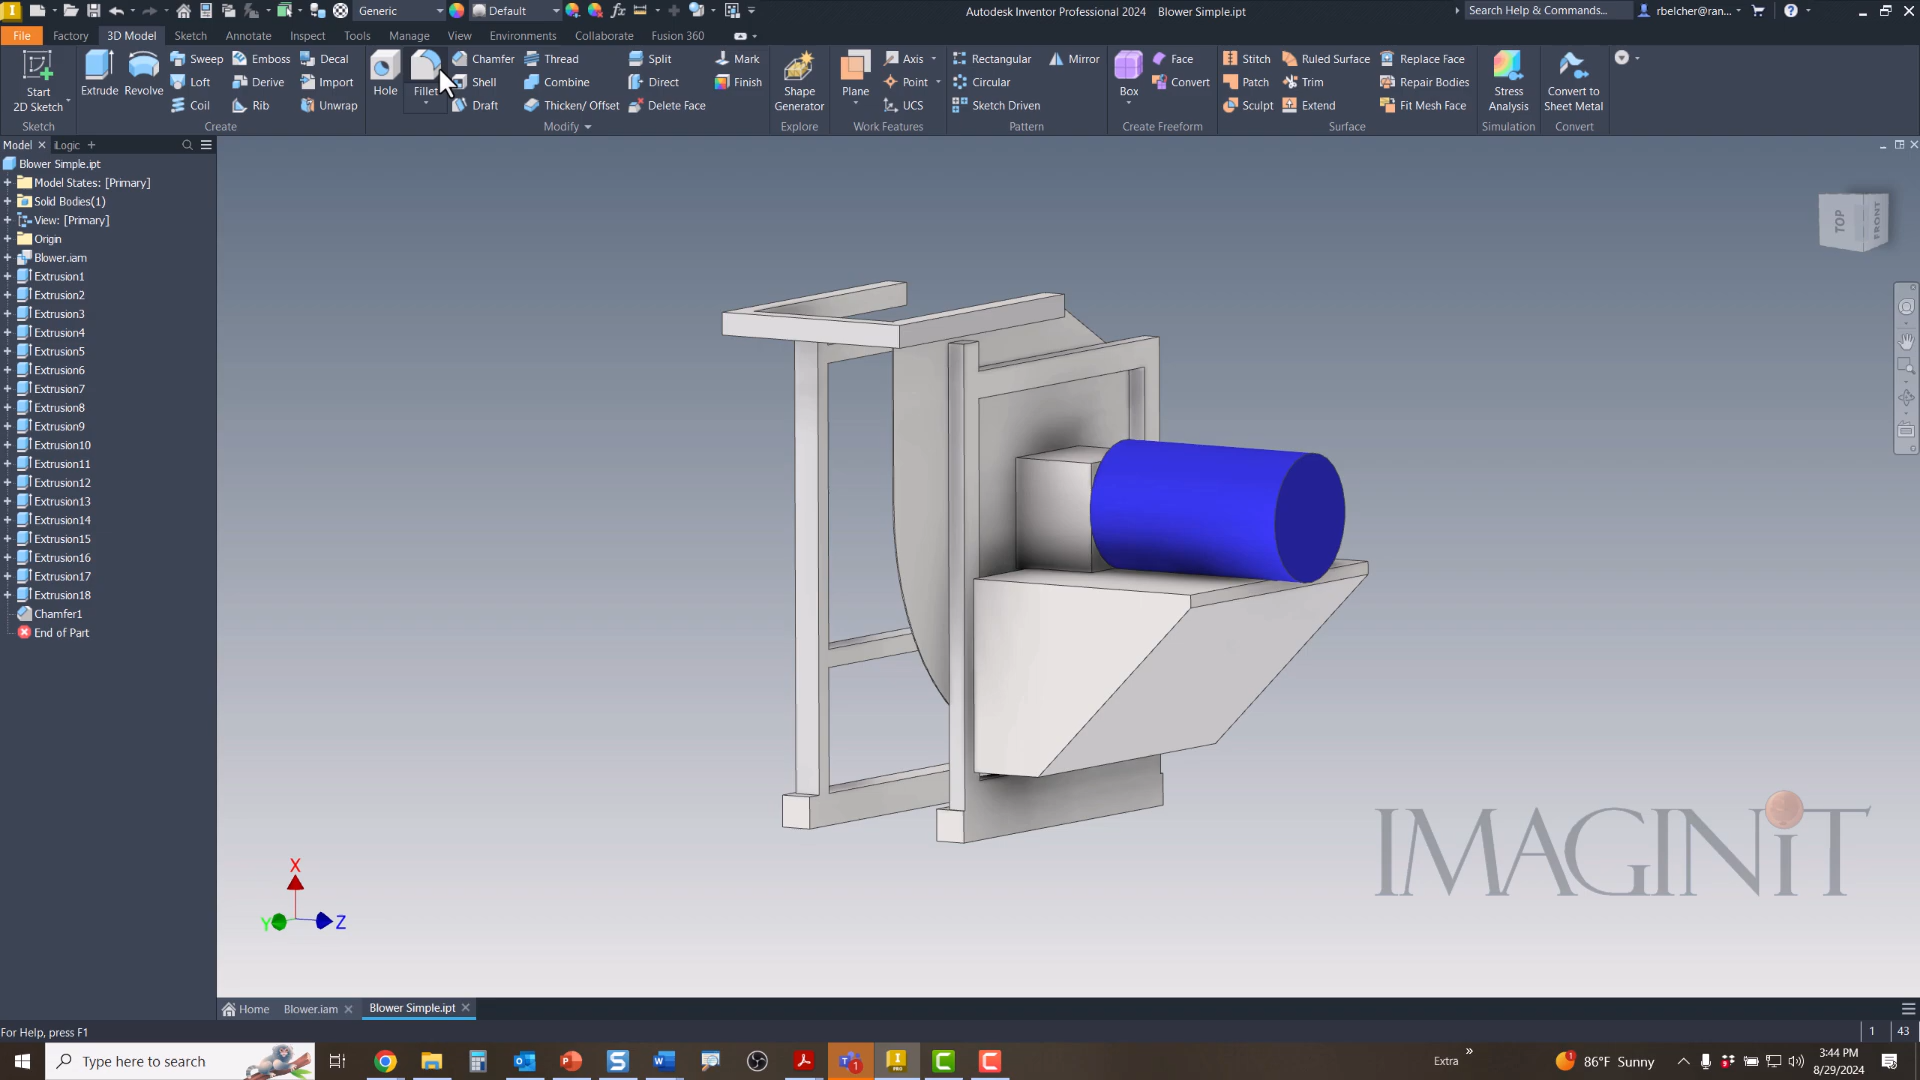 Generic
Default
Autodesk Inventor Professional 2024 Blower Simple.ipt
Search Help & Commands...
rbelcher@ran...
File Factory 3D Model Sketch Annotate Inspect Tools Manage View Environments Collaborate Fusion 360
Sweep Emboss Decal Chamfer Thread Split Mark Axis Rectangular Mirror Face Stitch Ruled Surface Replace Face
Start 2D Sketch Extrude Revolve Loft Derive Import Hole Fillet Shell Combine Direct Finish Shape Generator Plane Point Circular Box Convert Patch Trim Repair Bodies Stress Analysis Convert to Sheet Metal
Coil Rib Unwrap Draft Thicken/ Offset Delete Face UCS Sketch Driven Sculpt Extend Fit Mesh Face
Sketch Create Modify Explore Work Features Pattern Create Freeform Surface Simulation Convert
Model iLogic
Blower Simple.ipt
Model States: [Primary]
Solid Bodies(1)
View: [Primary]
Origin
Blower.iam
Extrusion1
Extrusion2
Extrusion3
Extrusion4
Extrusion5
Extrusion6
Extrusion7
Extrusion8
Extrusion9
Extrusion10
Extrusion11
Extrusion12
Extrusion13
Extrusion14
Extrusion15
Extrusion16
Extrusion17
Extrusion18
Chamfer1
End of Part
TOP FRONT
IMAGINiT
X
Y
Z
Home Blower.iam Blower Simple.ipt
For Help, press F1
1 43
Type here to search
Extra
86°F Sunny
3:44 PM
8/29/2024